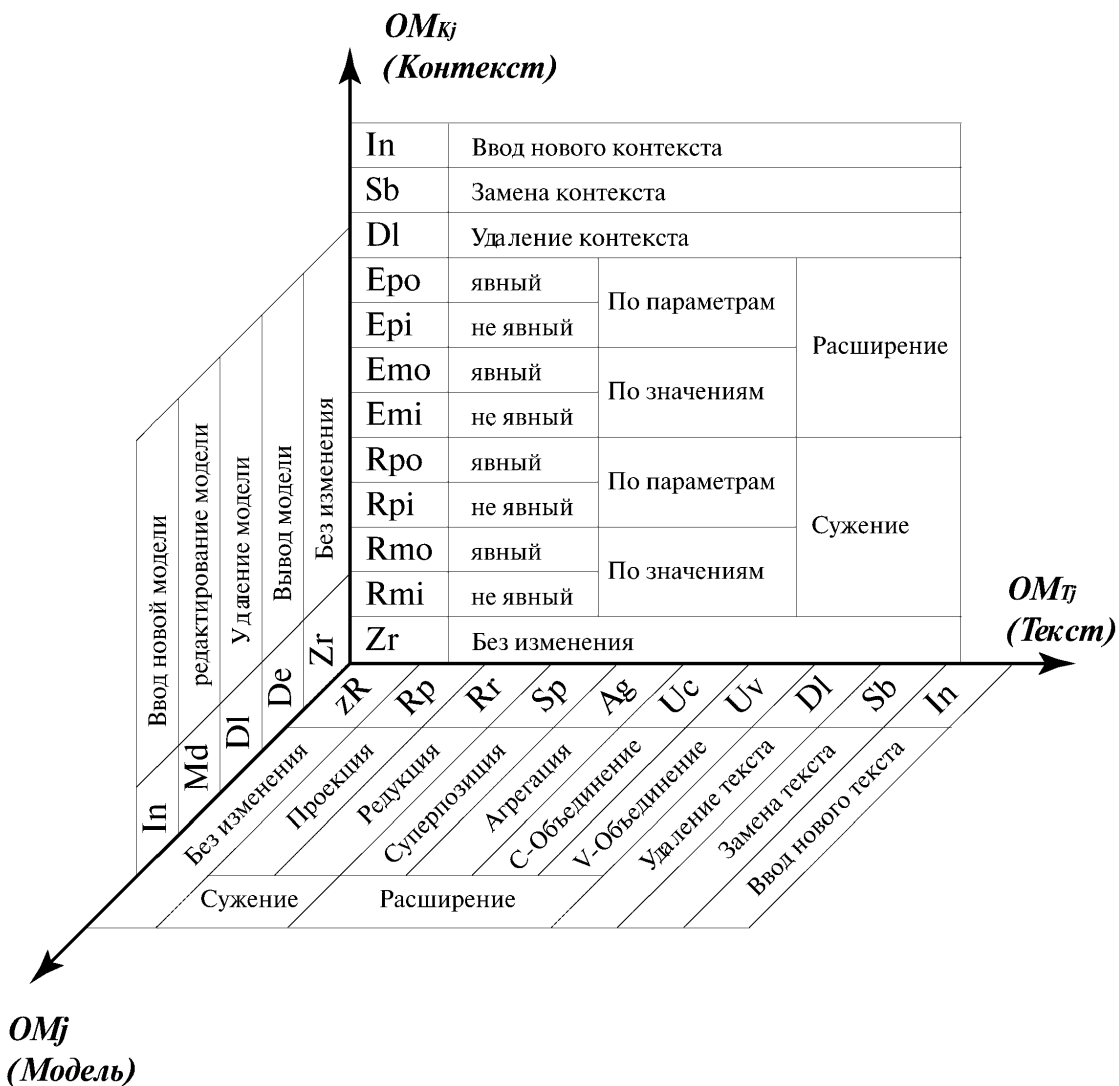 OMKj
(Контекст)
In Ввод нового контекста
Sb Замена контекста
Dl Удаление контекста
Epo явный По параметрам Расширение
Epi не явный
Emo явный По значениям
Emi не явный
Rpo явный По параметрам Сужение
Rpi не явный
Rmo явный По значениям
Rmi не явный
Zr Без изменения
OMTj
(Текст)
Ввод новой модели
редактирование модели
Удаление модели
Вывод модели
Без изменения
In
Md
Dl
De
Zr
zR
Rp
Rr
Sp
Ag
Uc
Uv
Dl
Sb
In
Без изменения
Проекция
Редукция
Суперпозиция
Агрегация
С-Объединение
V-Объединение
Удаление текста
Замена текста
Ввод нового текста
Сужение
Расширение
OMj
(Модель)